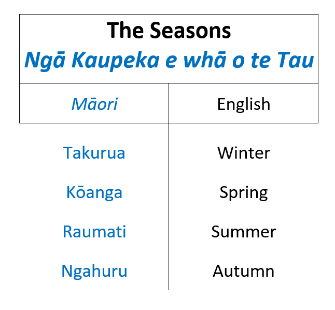 The Seasons
Ngā Kaupeka e whā o te Tau
Māori English
Takurua Winter
Kōanga Spring
Raumati Summer
Ngahuru Autumn